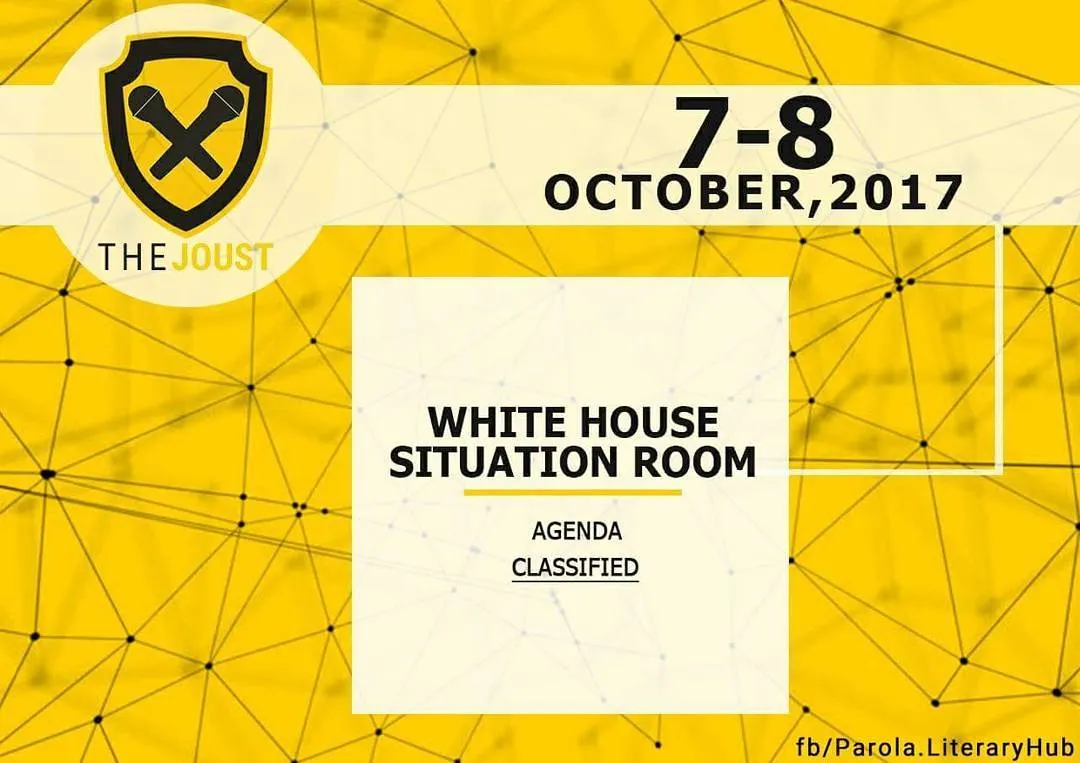 THE JOUST
7-8
OCTOBER,2017
WHITE HOUSE
SITUATION ROOM
AGENDA
CLASSIFIED
fb/Parola.LiteraryHub